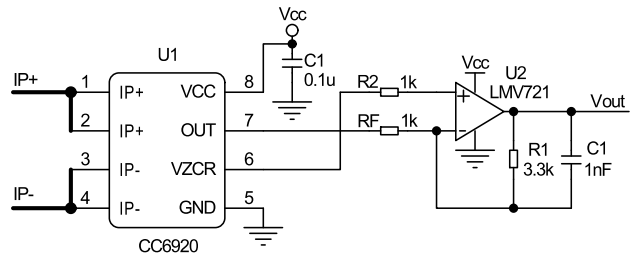 Vcc
U1
C1
0.1u
IP+
1
IP+
VCC
8
2
IP+
OUT
7
3
IP-
VZCR
6
IP-
4
IP-
GND
5
CC6920
R2
1k
RF
1k
Vcc
U2
LMV721
+
-
Vout
R1
3.3k
C1
1nF